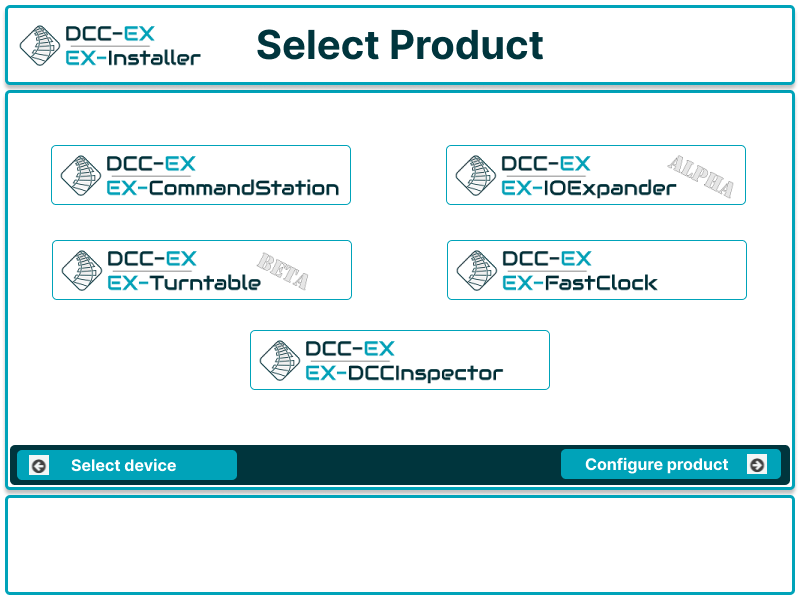 DCC-EX
EX-Installer
Select Product
DCC-EX
EX-CommandStation
DCC-EX
EX-IOExpander
ALPHA
DCC-EX
EX-Turntable
BETA
DCC-EX
EX-FastClock
DCC-EX
EX-DCCInspector
Select device
Configure product